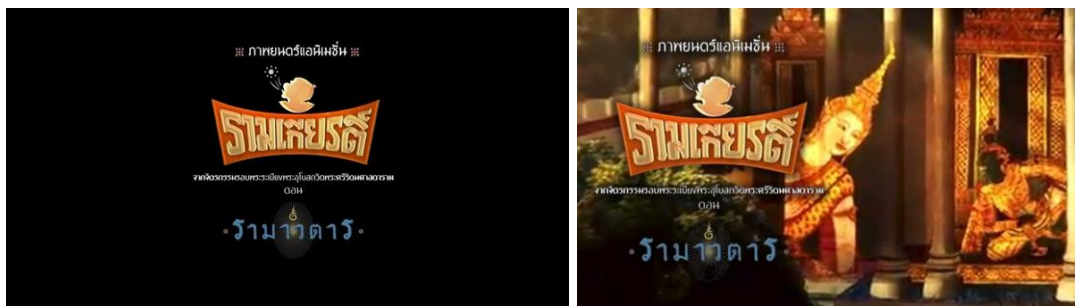 ภาพยนตร์แอนิเมชั่น
รามเกียรติ์
จากจิตรกรรมรอบพระระเบียงพระอุโบสถวัดพระศรีรัตนศาสดาราม
ตอน
รามาวตาร
ภาพยนตร์แอนิเมชั่น
รามเกียรติ์
จากจิตรกรรมรอบพระระเบียงพระอุโบสถวัดพระศรีรัตนศาสดาราม
ตอน
รามาวตาร